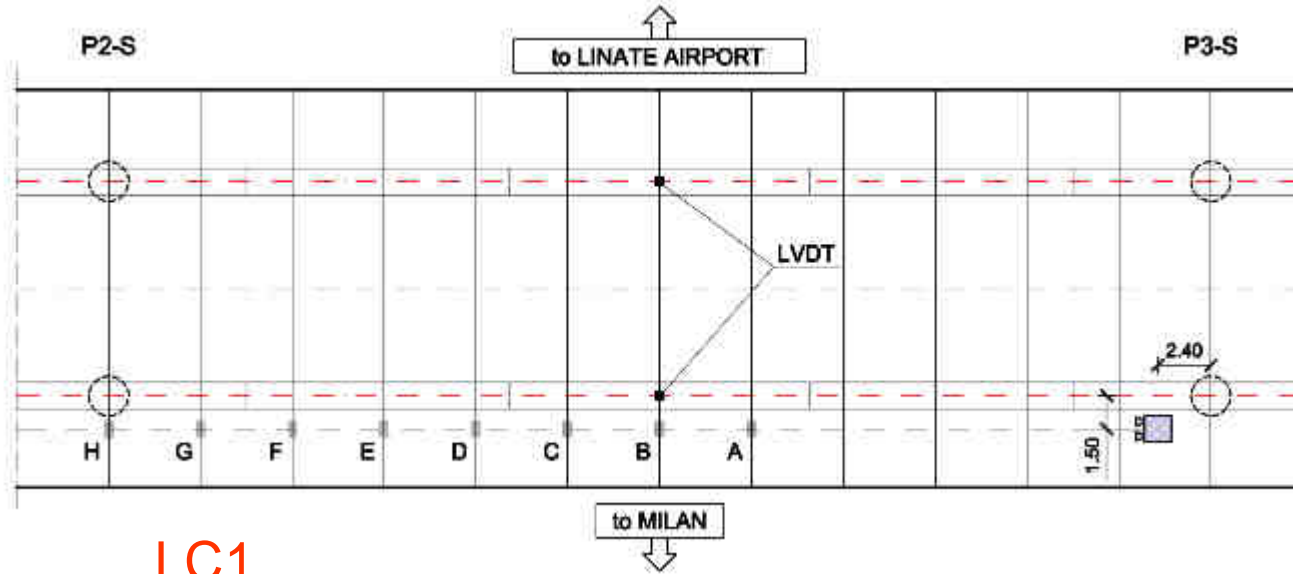 P2-S
to LINATE AIRPORT
P3-S
LVDT
2.40
1.50
H G F E D C B A
to MILAN
LC1